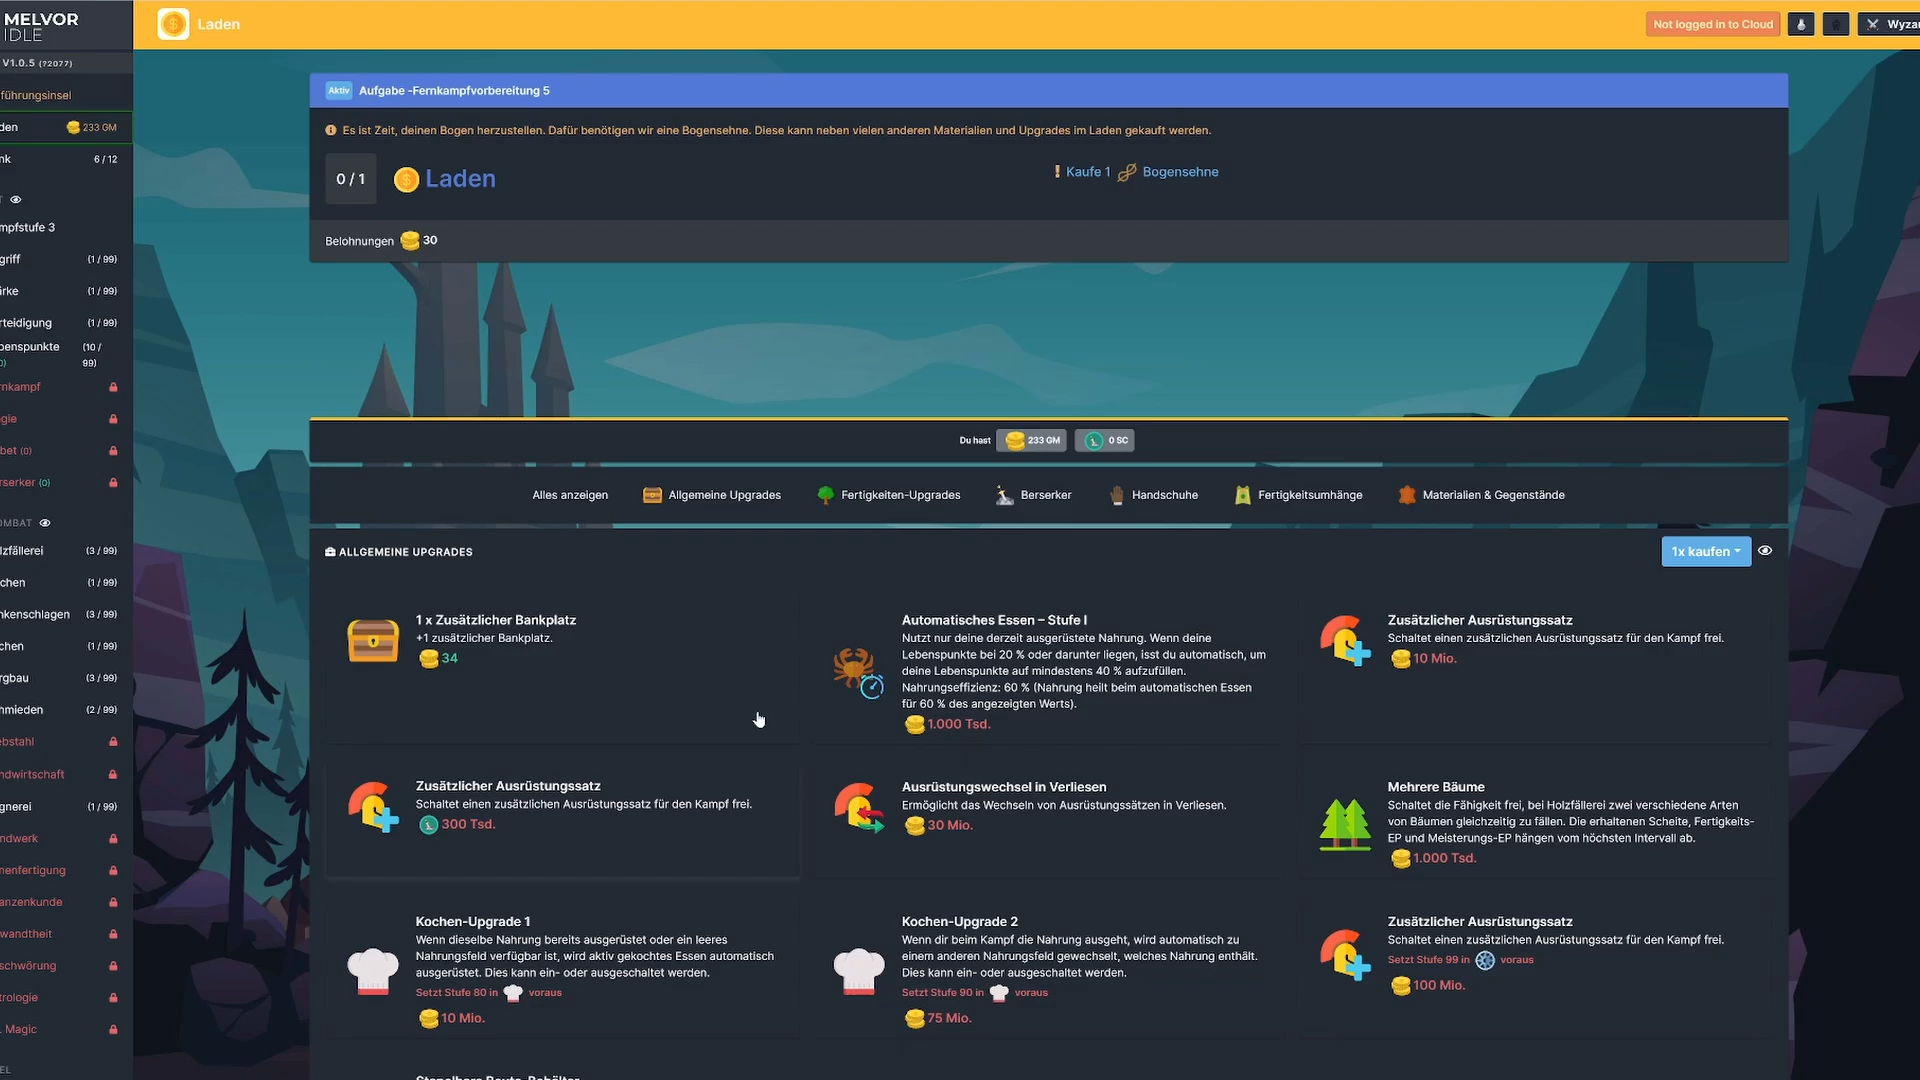 MELVOR
IDLE
Laden
Not logged in to Cloud
Wyza
V1.0.5 (?2077)
führungsinsel
den 233 GM
nk 6 / 12
T
mpfstufe 3
griff (1 / 99)
irke (1 / 99)
rteidigung (1 / 99)
benspunkte (10 / 99)
0)
rnkampf
gie
bet (0)
rserker (0)
OMBAT
lzfällerei (3 / 99)
chen (1 / 99)
nkenschlagen (3 / 99)
chen (1 / 99)
rgbau (3 / 99)
hmieden (2 / 99)
ebstahl
ndwirtschaft
gnerei (1 / 99)
ndwerk
nenfertigung
anzenkunde
wandtheit
schwörung
trologie
. Magic
EL
Aktiv Aufgabe -Fernkampfvorbereitung 5
Es ist Zeit, deinen Bogen herzustellen. Dafür benötigen wir eine Bogensehne. Diese kann neben vielen anderen Materialien und Upgrades im Laden gekauft werden.
0 / 1 Laden
Kaufe 1 Bogensehne
Belohnungen 30
Du hast 233 GM 0 SC
Alles anzeigen Allgemeine Upgrades Fertigkeiten-Upgrades Berserker Handschuhe Fertigkeitsumhänge Materialien & Gegenstände
ALLGEMEINE UPGRADES
1x kaufen
1 x Zusätzlicher Bankplatz
+1 zusätzlicher Bankplatz.
34
Automatisches Essen – Stufe I
Nutzt nur deine derzeit ausgerüstete Nahrung. Wenn deine
Lebenspunkte bei 20 % oder darunter liegen, isst du automatisch, um
deine Lebenspunkte auf mindestens 40 % aufzufüllen.
Nahrungseffizienz: 60 % (Nahrung heilt beim automatischen Essen
für 60 % des angezeigten Werts).
1.000 Tsd.
Zusätzlicher Ausrüstungssatz
Schaltet einen zusätzlichen Ausrüstungssatz für den Kampf frei.
10 Mio.
Zusätzlicher Ausrüstungssatz
Schaltet einen zusätzlichen Ausrüstungssatz für den Kampf frei.
300 Tsd.
Ausrüstungswechsel in Verliesen
Ermöglicht das Wechseln von Ausrüstungssätzen in Verliesen.
30 Mio.
Mehrere Bäume
Schaltet die Fähigkeit frei, bei Holzfällerei zwei verschiedene Arten
von Bäumen gleichzeitig zu fällen. Die erhaltenen Scheite, Fertigkeits-
EP und Meisterungs-EP hängen vom höchsten Intervall ab.
1.000 Tsd.
Kochen-Upgrade 1
Wenn dieselbe Nahrung bereits ausgerüstet oder ein leeres
Nahrungsfeld verfügbar ist, wird aktiv gekochtes Essen automatisch
ausgerüstet. Dies kann ein- oder ausgeschaltet werden.
Setzt Stufe 80 in voraus
10 Mio.
Kochen-Upgrade 2
Wenn dir beim Kampf die Nahrung ausgeht, wird automatisch zu
einem anderen Nahrungsfeld gewechselt, welches Nahrung enthält.
Dies kann ein- oder ausgeschaltet werden.
Setzt Stufe 90 in voraus
75 Mio.
Zusätzlicher Ausrüstungssatz
Schaltet einen zusätzlichen Ausrüstungssatz für den Kampf frei.
Setzt Stufe 99 in voraus
100 Mio.